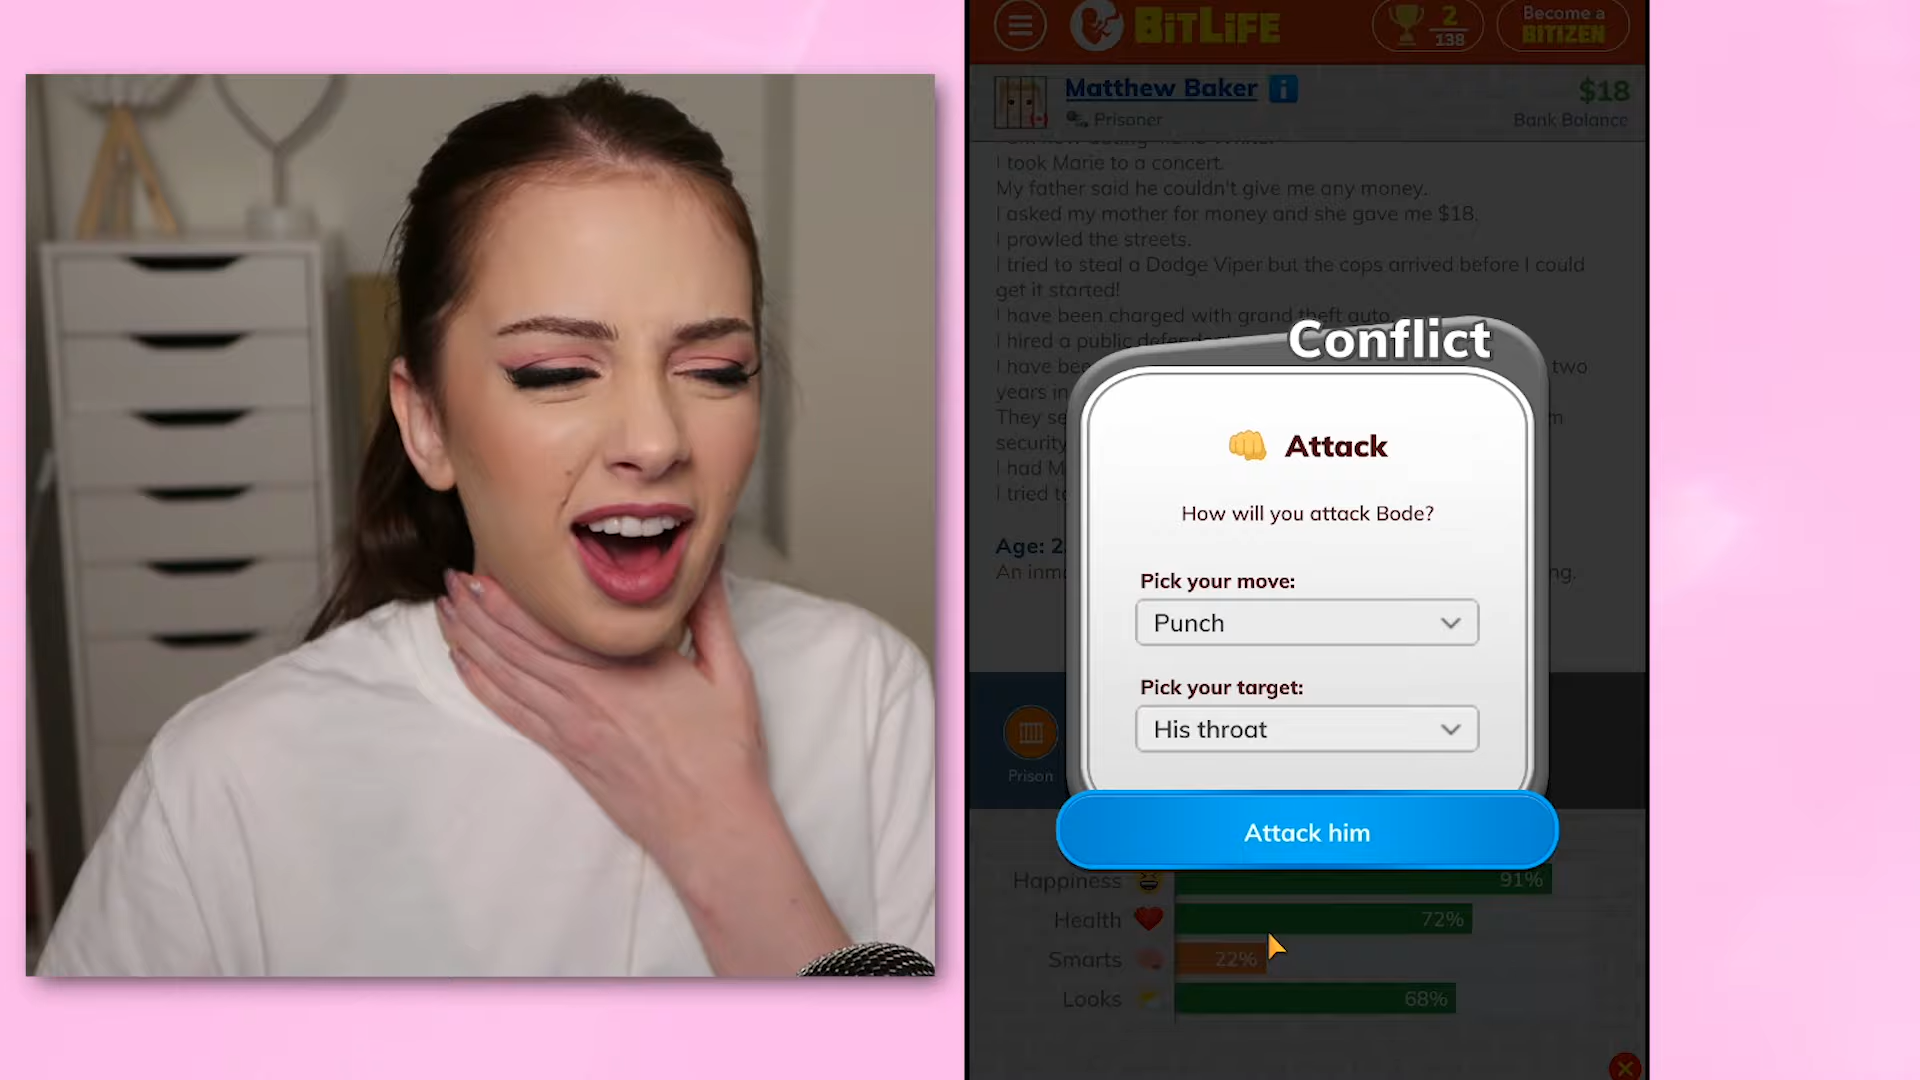 BitLife
2
138
Become a
BITIZEN
Matthew Baker
Prisoner
$18
Bank Balance
I took Marie to a concert.
My father said he couldn't give me any money.
I asked my mother for money and she gave me $18.
I prowled the streets.
I tried to steal a Dodge Viper but the cops arrived before I could
get it started!
I have been charged with grand theft auto.
I hired a public
I have two
years in
They
security
I had
I tried
Conflict
Attack
How will you attack Bode?
Pick your move:
Punch
Pick your target:
His throat
Attack him
Age: 2
An
Prison
Happiness 91%
Health 72%
Smarts 22%
Looks 68%